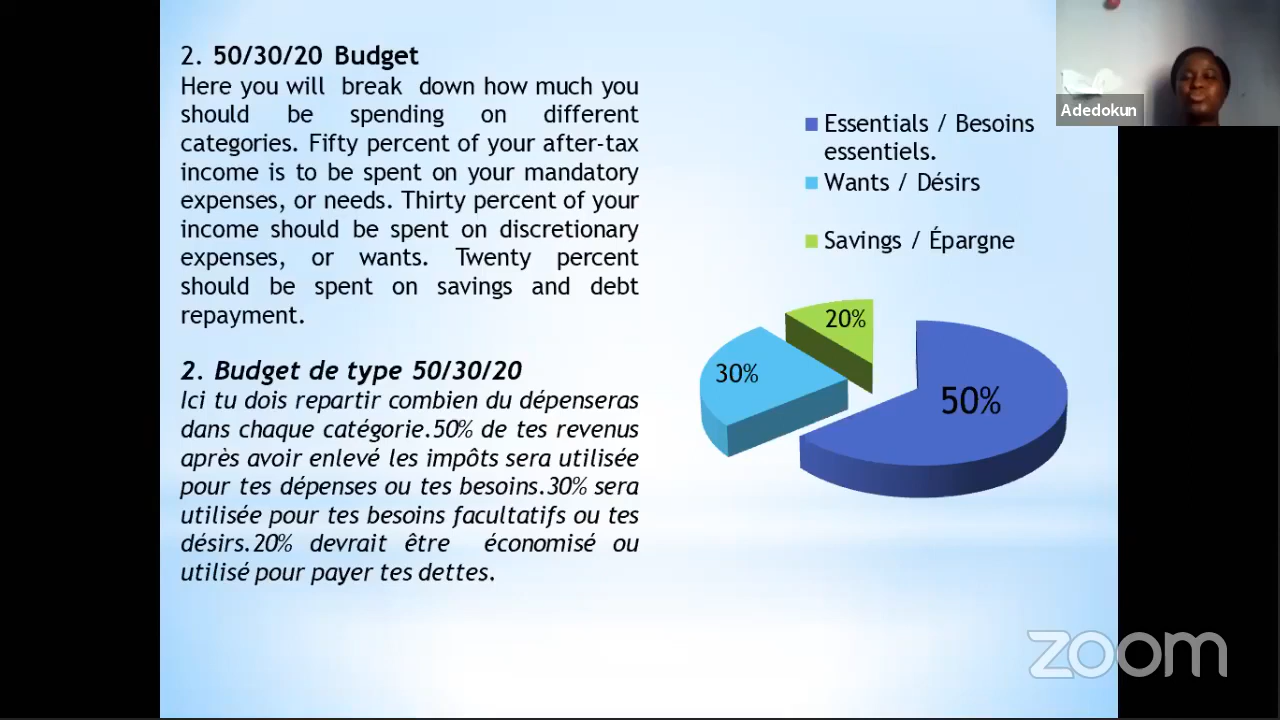 2. 50/30/20 Budget
Here you will break down how much you
should be spending on different
categories. Fifty percent of your after-tax
income is to be spent on your mandatory
expenses, or needs. Thirty percent of your
income should be spent on discretionary
expenses, or wants. Twenty percent
should be spent on savings and debt
repayment.
2. Budget de type 50/30/20
Ici tu dois repartir combien du dépenseras
dans chaque catégorie.50% de tes revenus
après avoir enlevé les impôts sera utilisée
pour tes dépenses ou tes besoins.30% sera
utilisée pour tes besoins facultatifs ou tes
désirs.20% devrait être économisé ou
utilisé pour payer tes dettes.
Essentials / Besoins
essentiels.
Wants / Désirs
Savings / Épargne
20%
30%
50%
Adedokun
zoom